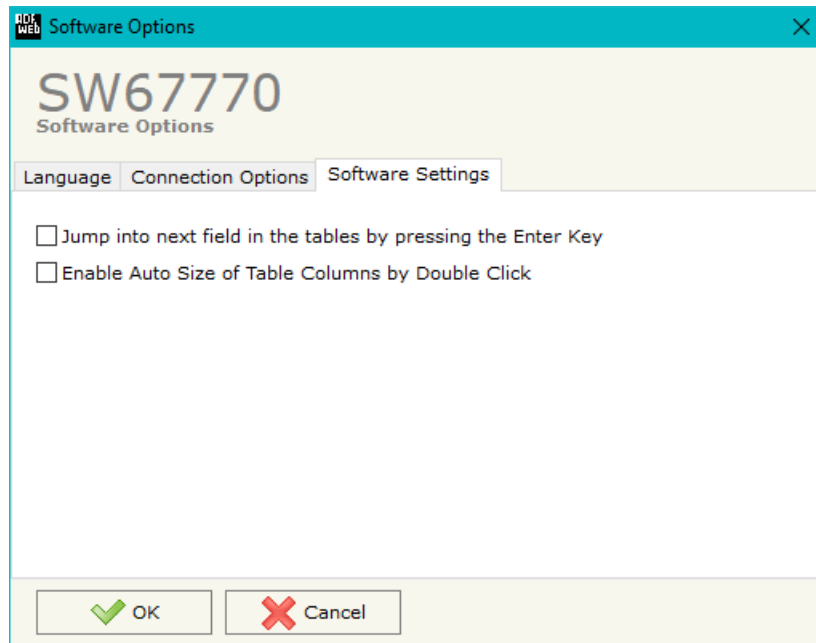 ADF
WEB
Software Options
SW67770
Software Options
Language
Connection Options
Software Settings
Jump into next field in the tables by pressing the Enter Key
Enable Auto Size of Table Columns by Double Click
OK
Cancel